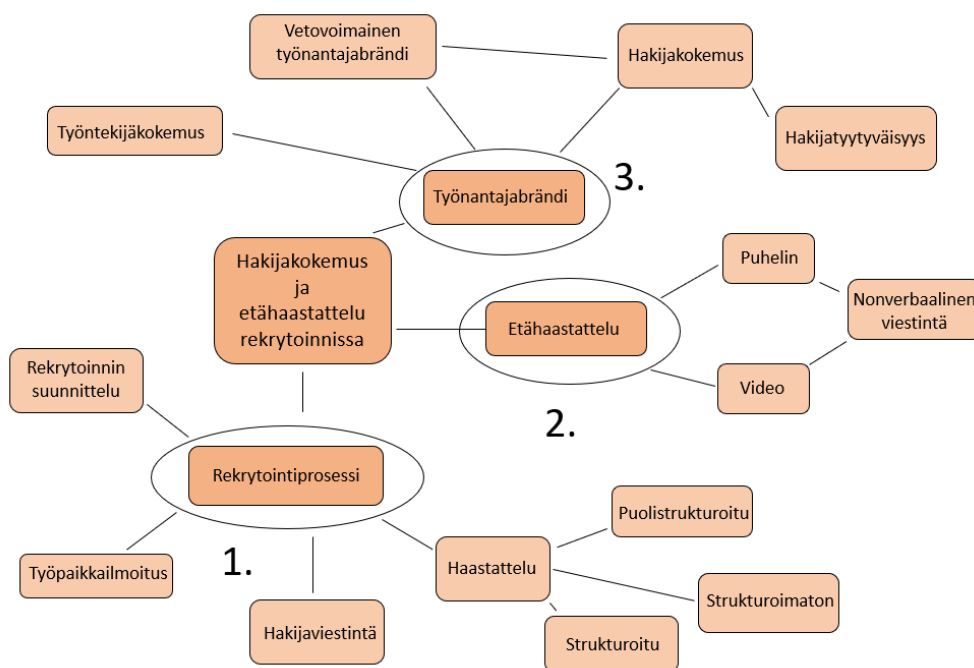 Vetovoimainen
työnantajabrändi
Hakijakokemus
Työntekijäkokemus
Hakijatyytyväisyys
3.
Työnantajabrändi
Hakijakokemus
ja
etähaastattelu
rekrytoinnissa
Puhelin
Etähaastattelu
Nonverbaalinen
viestintä
Video
2.
Rekrytoinnin
suunnittelu
Rekrytointiprosessi
Puolistrukturoitu
1.
Työpaikkailmoitus
Haastattelu
Strukturoimaton
Hakijaviestintä
Strukturoitu